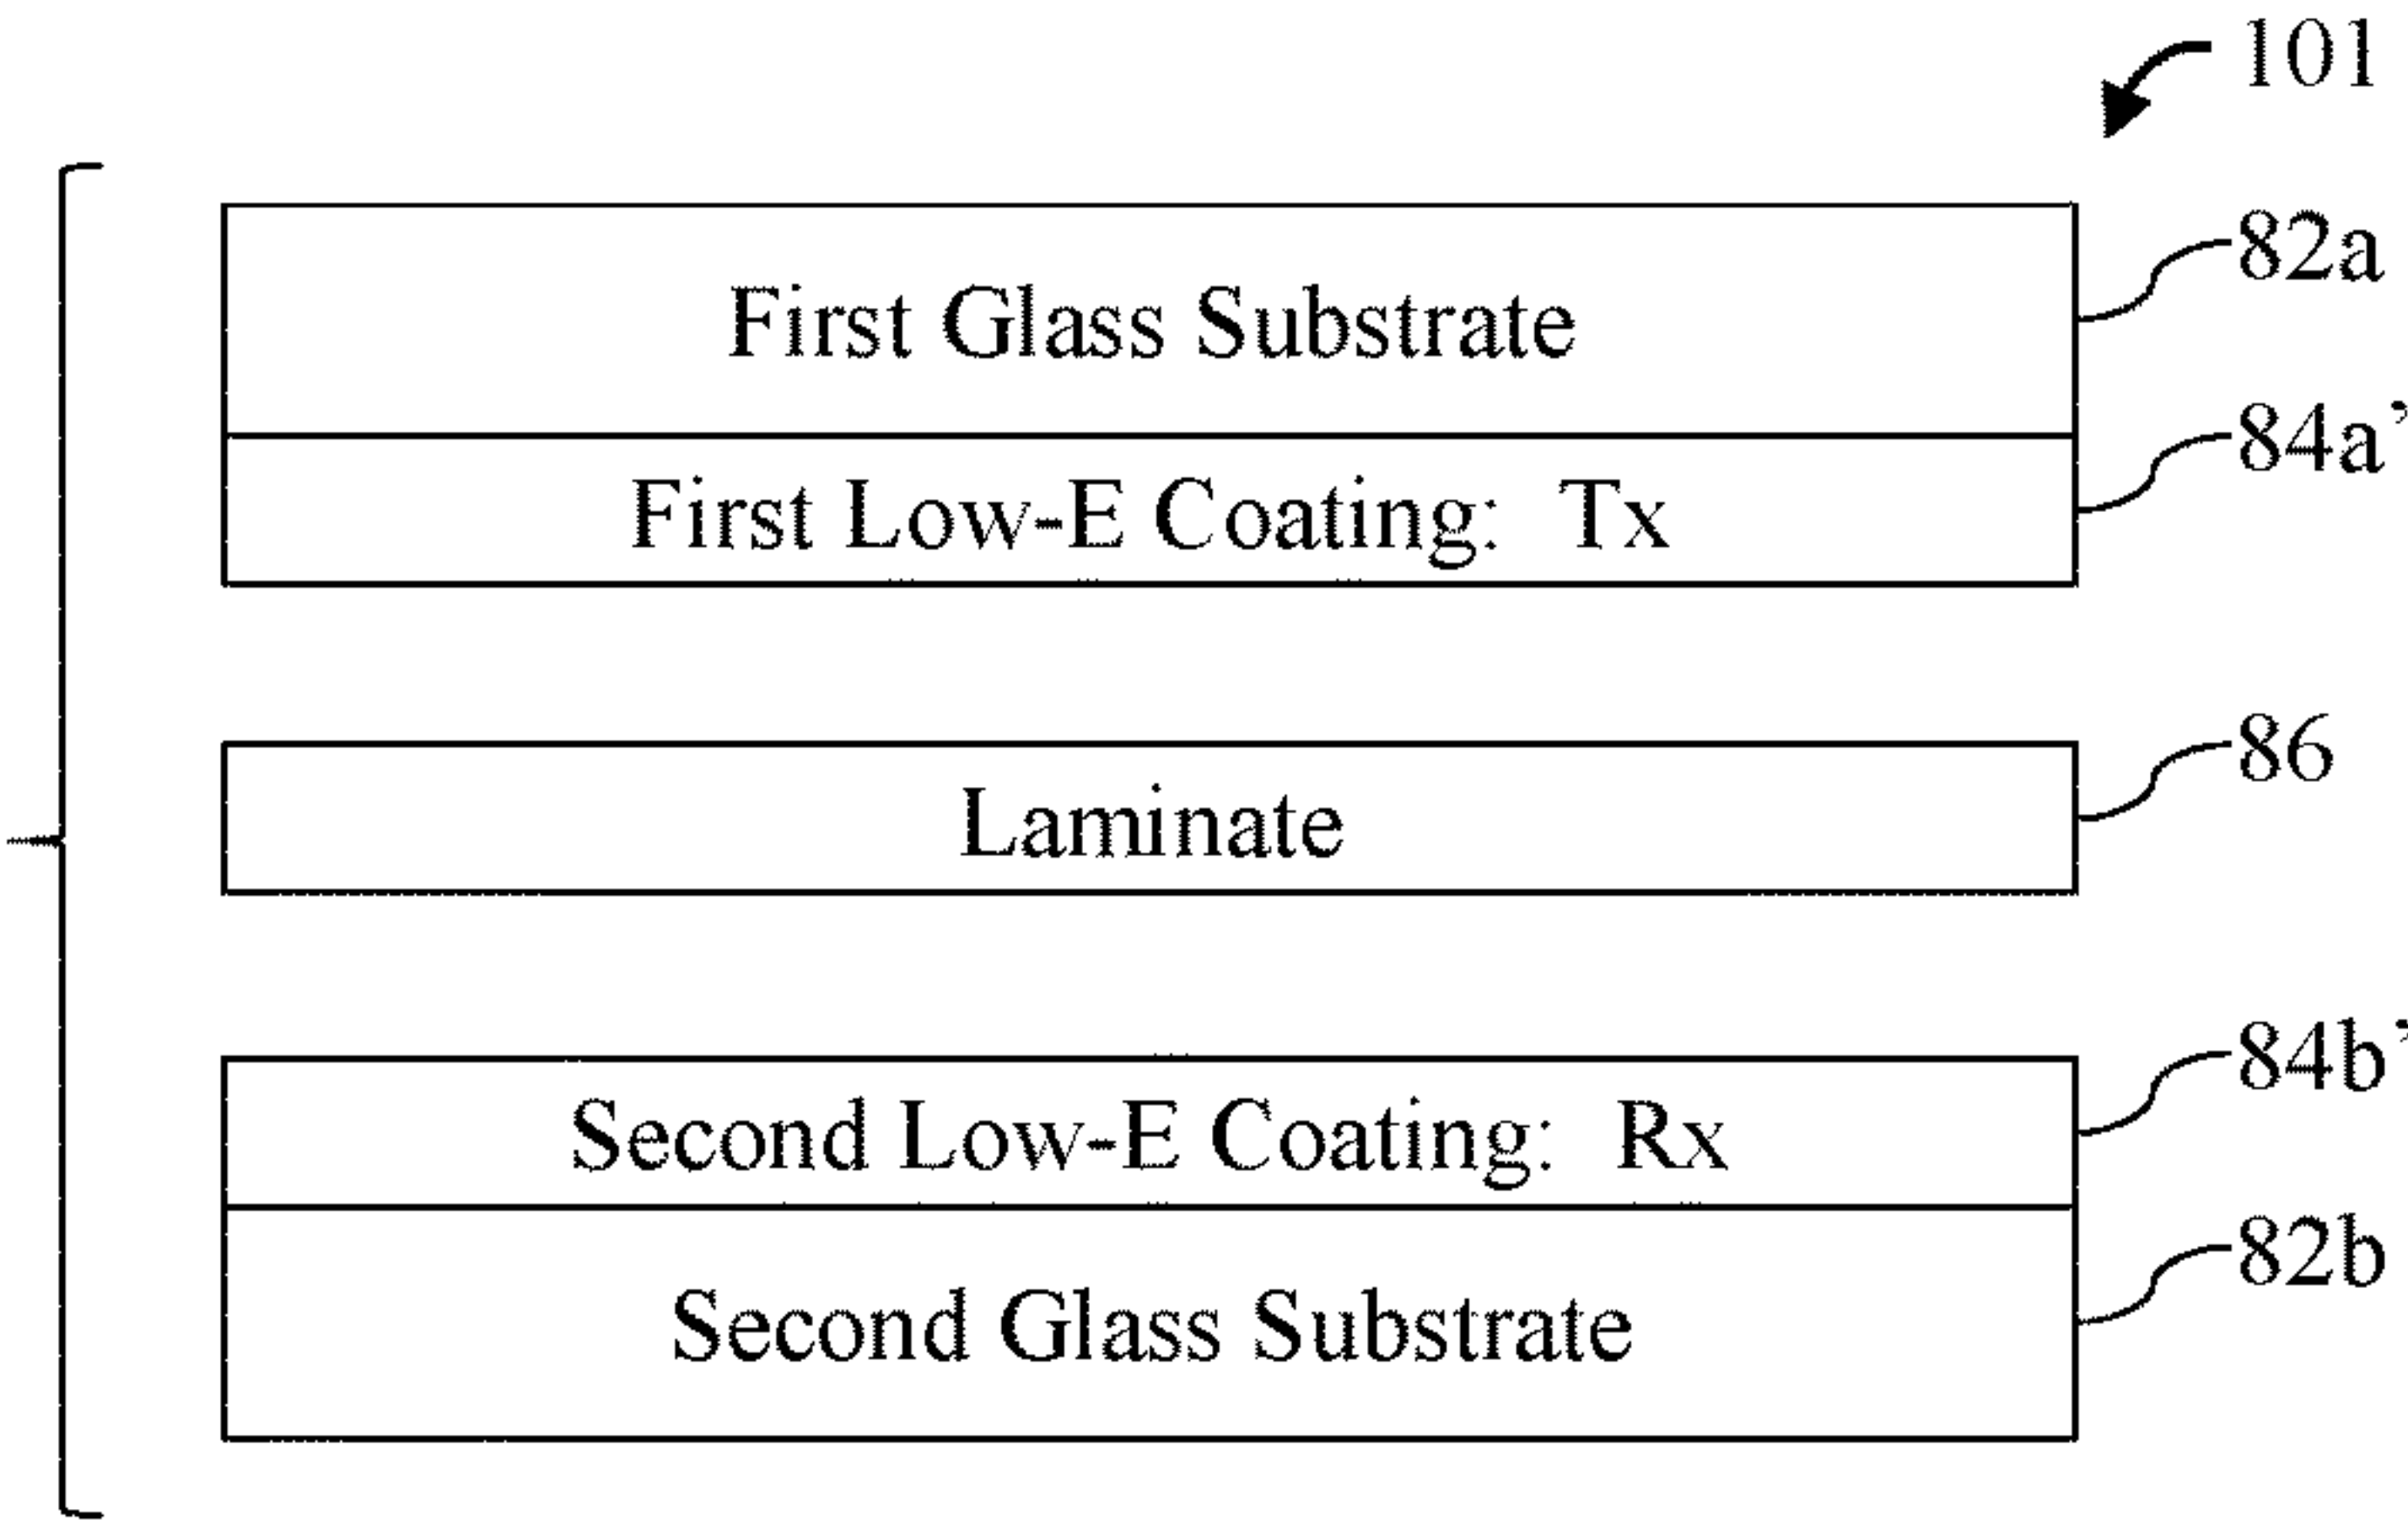 101
First Glass Substrate
82a
First Low-E Coating: Tx
84a’
Laminate
86
Second Low-E Coating: Rx
84b’
Second Glass Substrate
82b